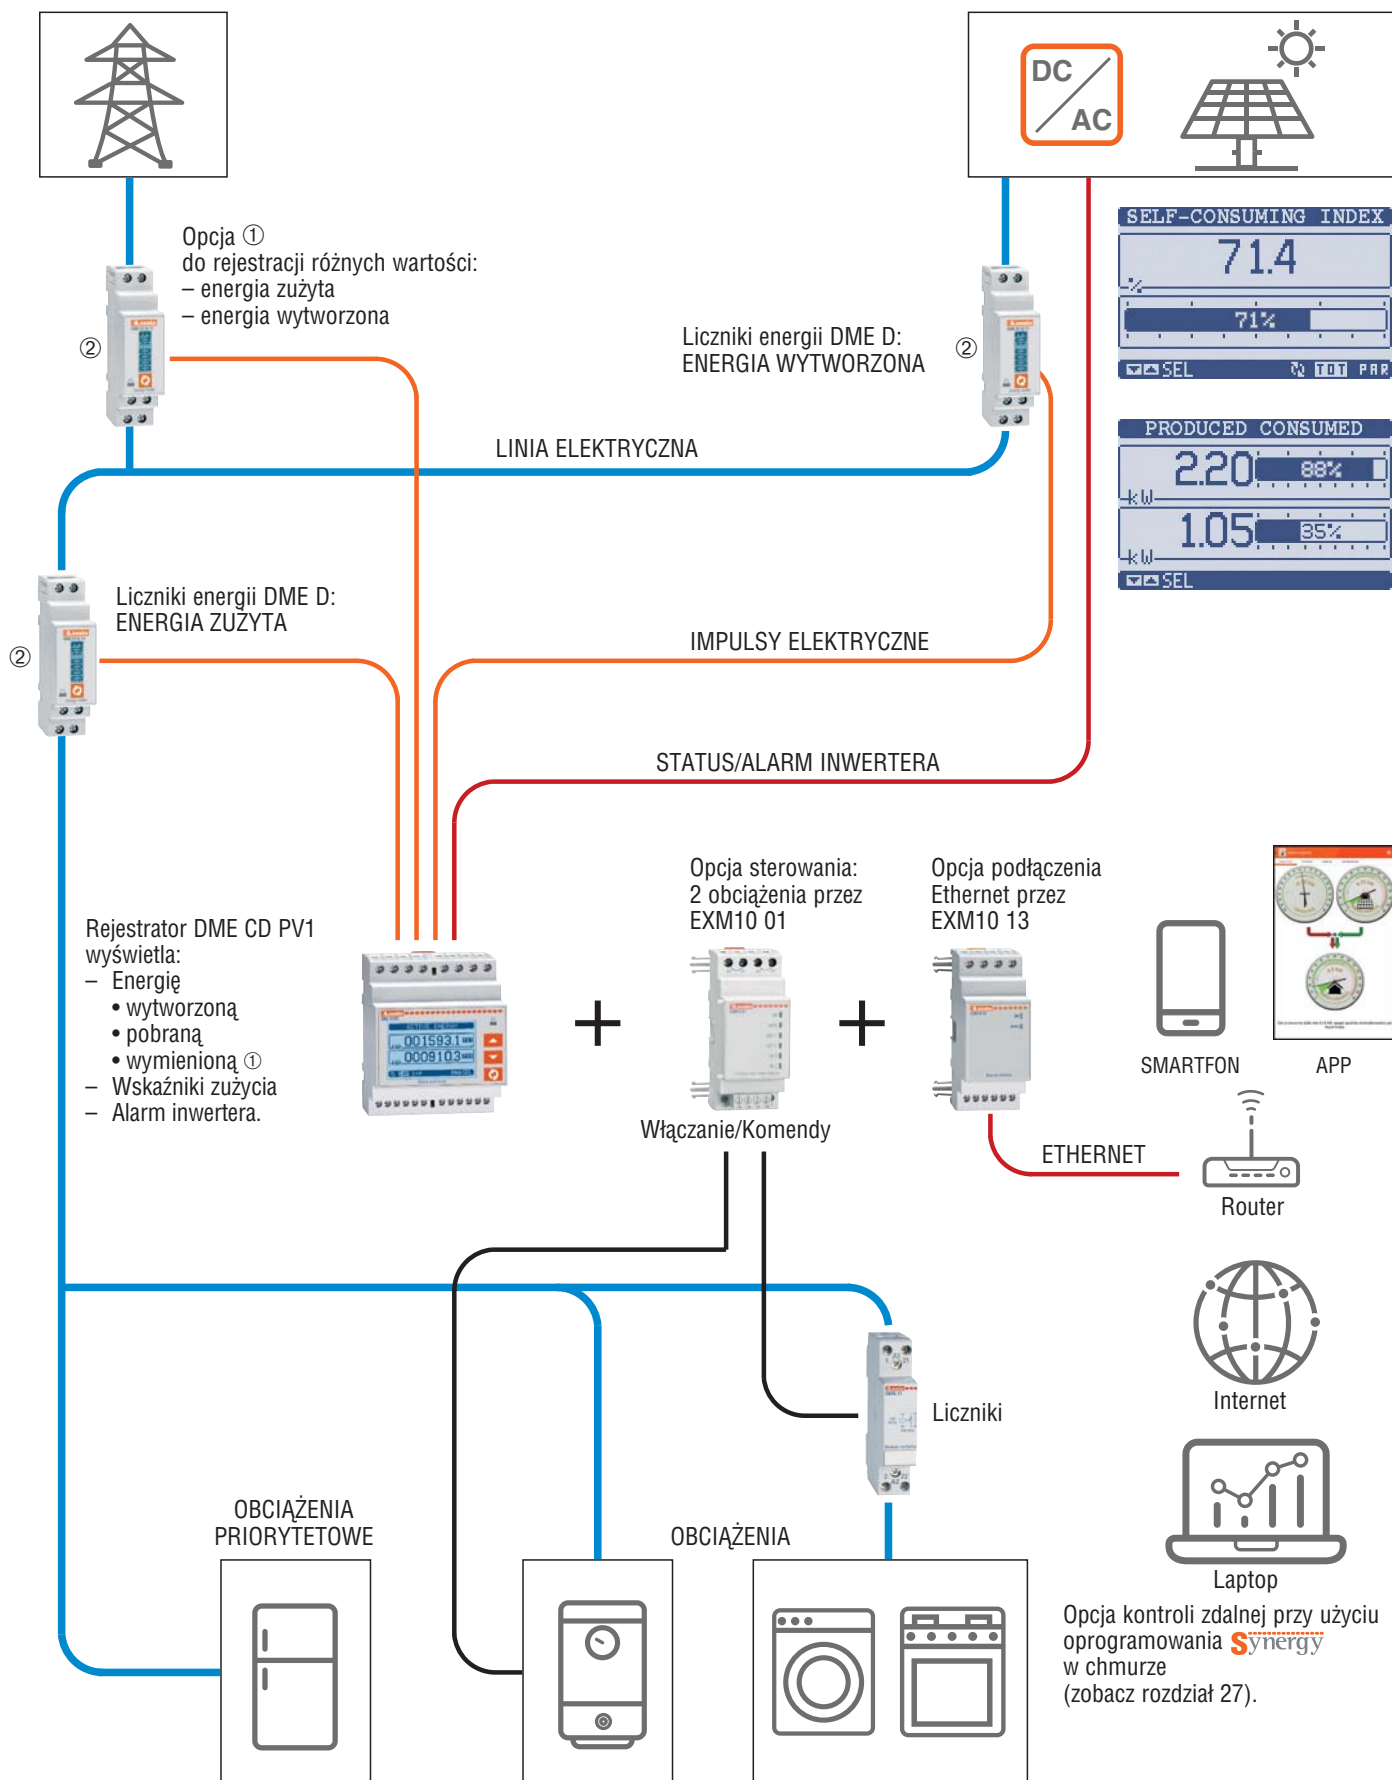 DC
AC
SELF-CONSUMING INDEX
71.4
%
71%
SEL
TOT PAR
Opcja ①
do rejestracji różnych wartości:
– energia zużyta
– energia wytworzona
②
Liczniki energii DME D:
ENERGIA WYTWORZONA
②
PRODUCED CONSUMED
2.20
88%
kW
1.05
35%
kW
SEL
LINIA ELEKTRYCZNA
Liczniki energii DME D:
ENERGIA ZUŻYTA
②
IMPULSY ELEKTRYCZNE
STATUS/ALARM INWERTERA
Rejestrator DME CD PV1
wyświetla:
– Energię
• wytworzoną
• pobraną
• wymienioną ①
– Wskaźniki zużycia
– Alarm inwertera.
ACTIVE ENERGY
001593.1
000910.3
+
Opcja sterowania:
2 obciążenia przez
EXM10 01
Włączanie/Komendy
+
Opcja podłączenia
Ethernet przez
EXM10 13
SMARTFON
APP
ETHERNET
Router
Internet
Liczniki
Laptop
Opcja kontroli zdalnej przy użyciu
oprogramowania Synergy
w chmurze
(zobacz rozdział 27).
OBCIĄŻENIA
PRIORYTETOWE
OBCIĄŻENIA